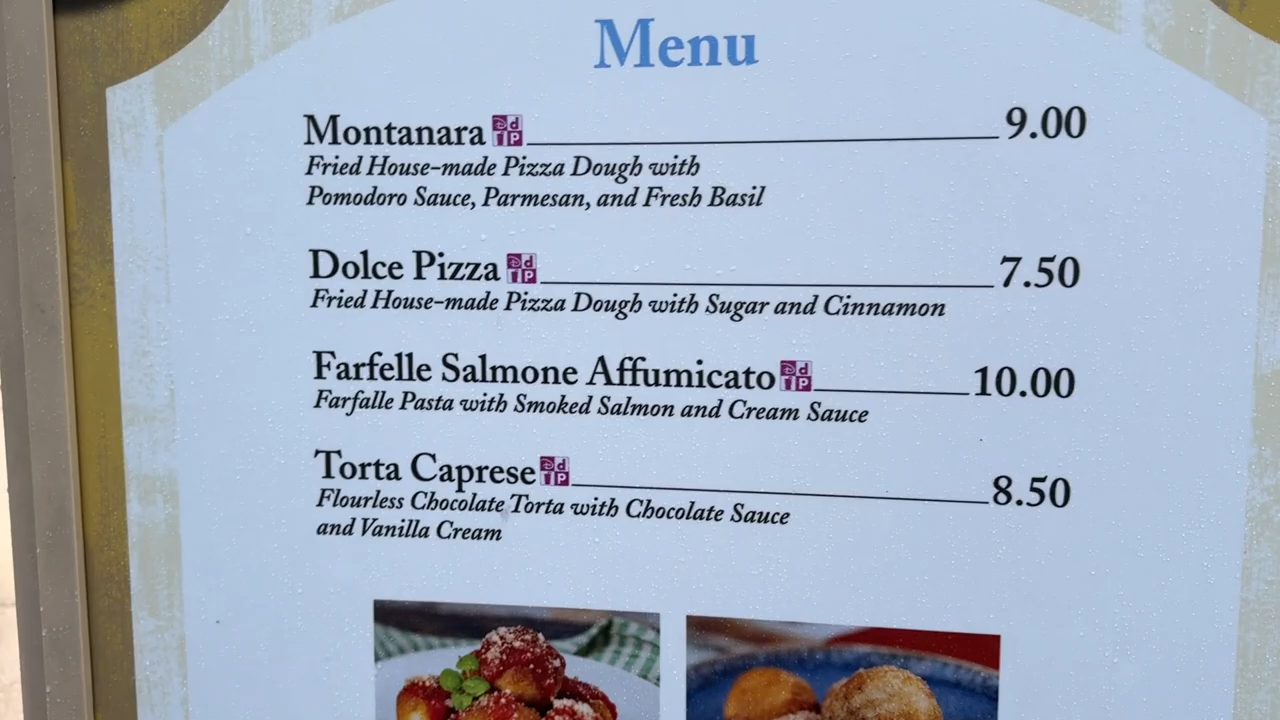 Menu
Montanara 9.00
Fried House-made Pizza Dough with
Pomodoro Sauce, Parmesan, and Fresh Basil
Dolce Pizza 7.50
Fried House-made Pizza Dough with Sugar and Cinnamon
Farfelle Salmone Affumicato 10.00
Farfalle Pasta with Smoked Salmon and Cream Sauce
Torta Caprese 8.50
Flourless Chocolate Torta with Chocolate Sauce
and Vanilla Cream